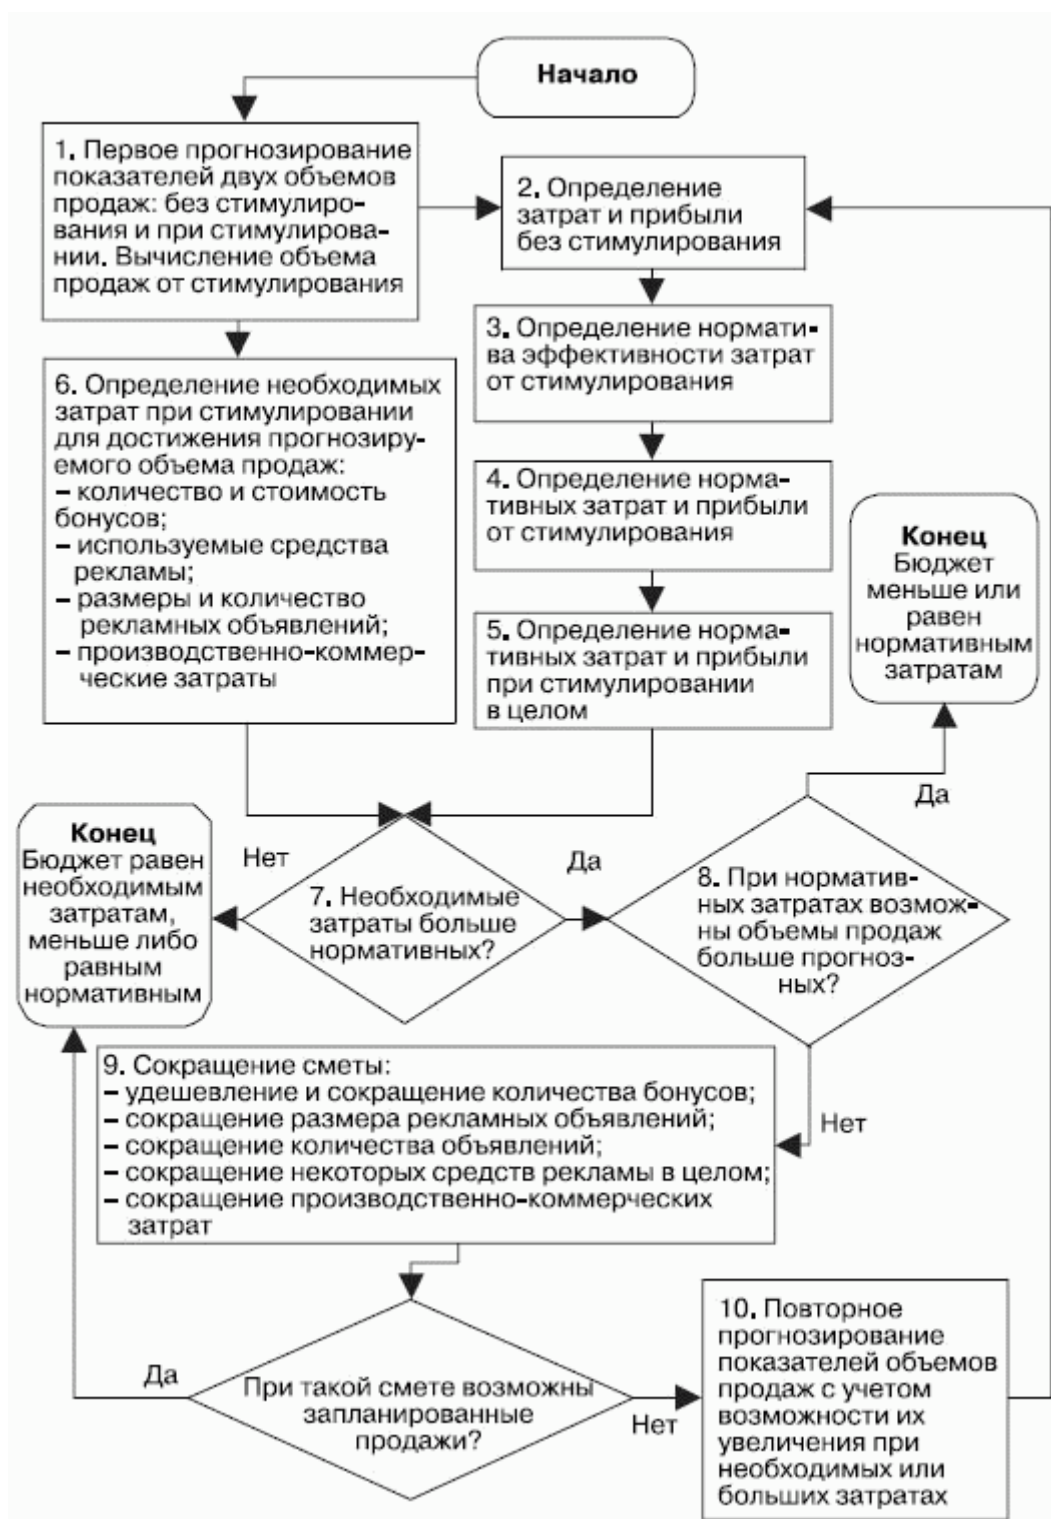 Начало
1. Первое прогнозирование
показателей двух объемов
продаж: без стимулиро-
вания и при стимулирова-
нии. Вычисление объема
продаж от стимулирования
2. Определение
затрат и прибыли
без стимулирования
3. Определение нормати-
ва эффективности затрат
от стимулирования
6. Определение необходимых
затрат при стимулировании
для достижения прогнозиру-
емого объема продаж:
– количество и стоимость
бонусов;
– используемые средства
рекламы;
– размеры и количество
рекламных объявлений;
– производственно-коммер-
ческие затраты
4. Определение норма-
тивных затрат и прибыли
от стимулирования
5. Определение норма-
тивных затрат и прибыли
при стимулировании
в целом
Конец
Бюджет
меньше или
равен
нормативным
затратам
Да
Конец
Бюджет равен
необходимым
затратам,
меньше либо
равным
нормативным
Нет
7. Необходимые
затраты больше
нормативных?
Да
8. При норматив-
ных затратах возмож-
ны объемы продаж
больше прогноз-
ных?
Нет
9. Сокращение сметы:
– удешевление и сокращение количества бонусов;
– сокращение размера рекламных объявлений;
– сокращение количества объявлений;
– сокращение некоторых средств рекламы в целом;
– сокращение производственно-коммерческих
затрат
Да
При такой смете возможны
запланированные
продажи?
Нет
10. Повторное
прогнозирование
показателей объемов
продаж с учетом
возможности их
увеличения при
необходимых или
больших затратах